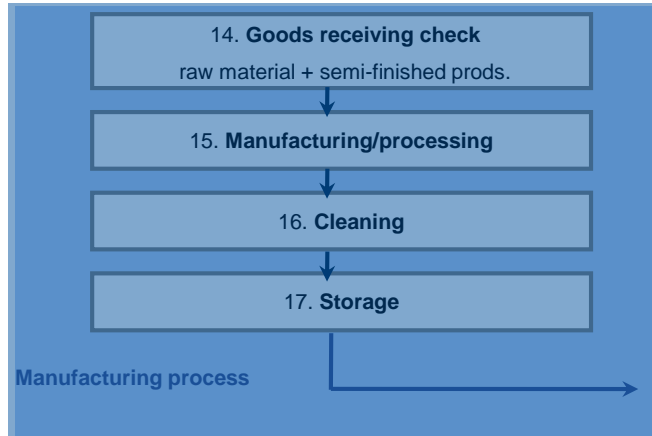 14. Goods receiving check
raw material + semi-finished prods.
15. Manufacturing/processing
16. Cleaning
17. Storage
Manufacturing process